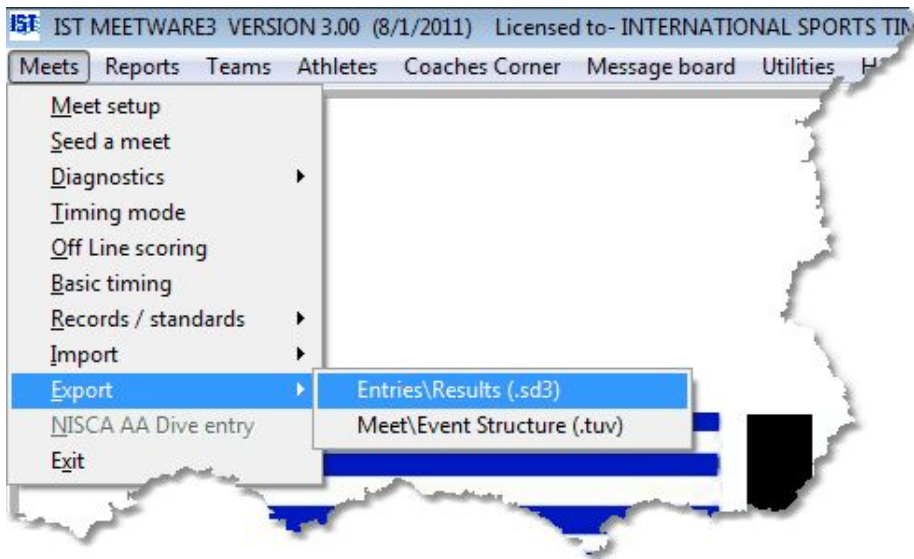 IST IST MEETWARE3 VERSION 3.00 (8/1/2011) Licensed to- INTERNATIONAL SPORTS
Meets Reports Teams Athletes Coaches Corner Message board Utilities
Meet setup
Seed a meet
Diagnostics
Timing mode
Off Line scoring
Basic timing
Records / standards
Import
Export
Entries\Results (.sd3)
Meet\Event Structure (.tuv)
NISCA AA Dive entry
Exit